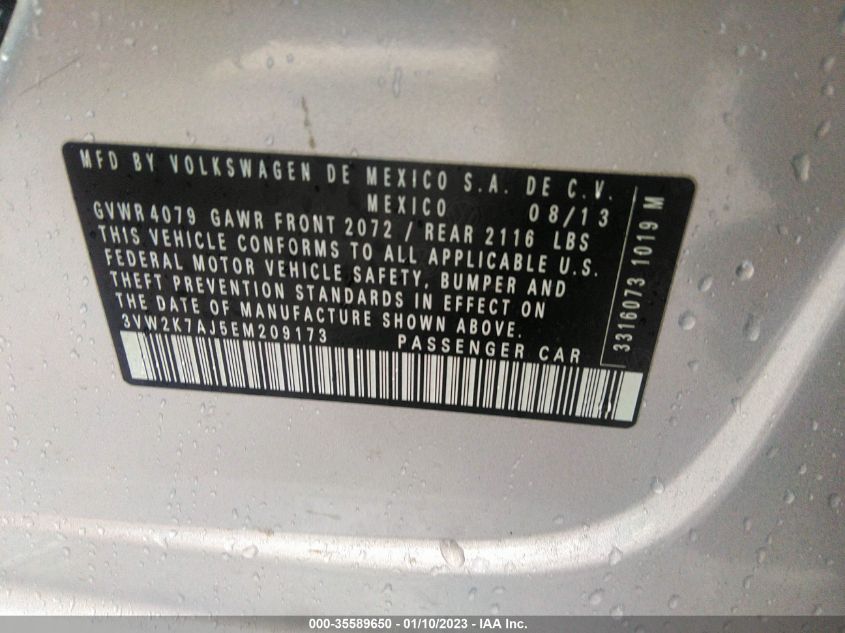 MFD BY VOLKSWAGEN DE MEXICO S.A. DE C.V.
MEXICO 08/13
GVWR 4079 GAWR FRONT 2072 / REAR 2116 LBS
THIS VEHICLE CONFORMS TO ALL APPLICABLE U.S.
FEDERAL MOTOR VEHICLE SAFETY, BUMPER AND
THEFT PREVENTION STANDARDS IN EFFECT ON
THE DATE OF MANUFACTURE SHOWN ABOVE.
3VW2K7AJ5EM209173 PASSENGER CAR
3316073 1019 M
000-35589650 - 01/10/2023 - IAA Inc.